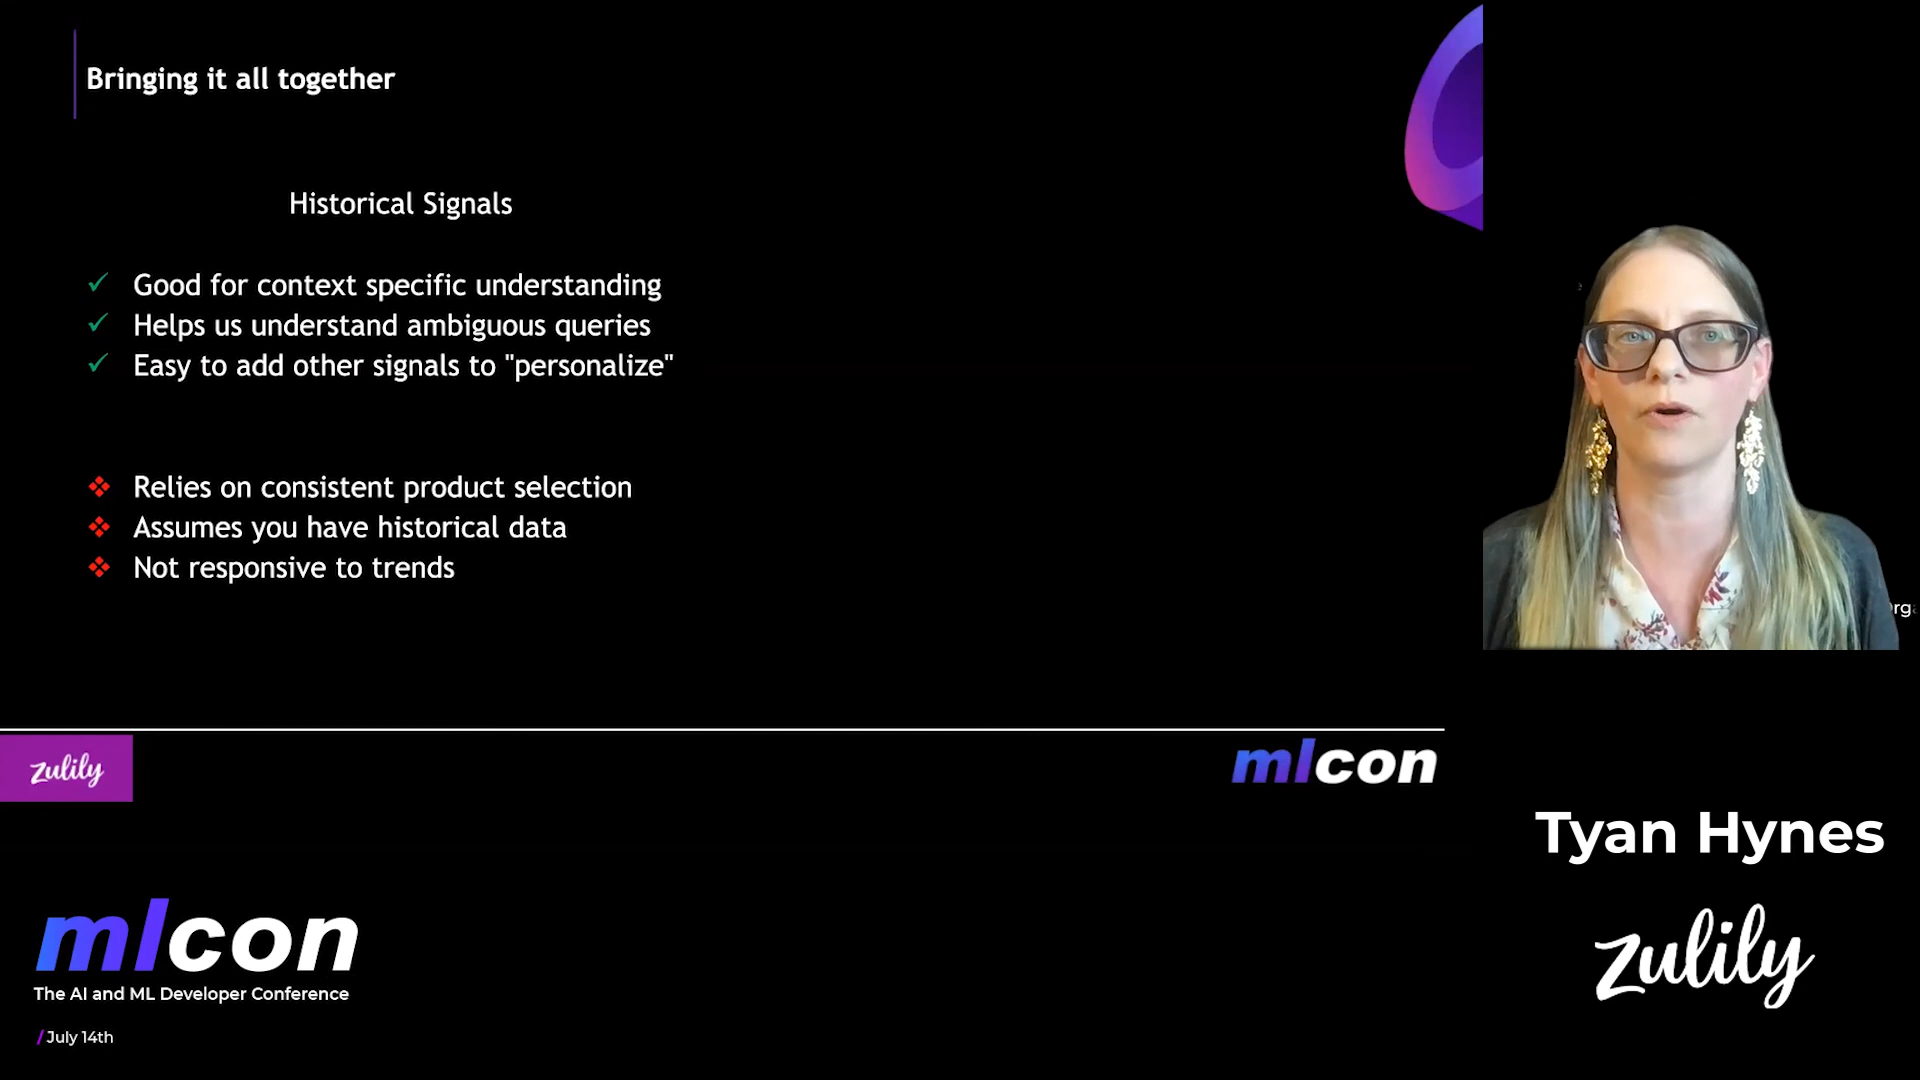 Bringing it all together
Historical Signals
Good for context specific understanding
Helps us understand ambiguous queries
Easy to add other signals to "personalize"
Relies on consistent product selection
Assumes you have historical data
Not responsive to trends
zulily
mlcon
Tyan Hynes
zulily
mlcon
The AI and ML Developer Conference
/ July 14th